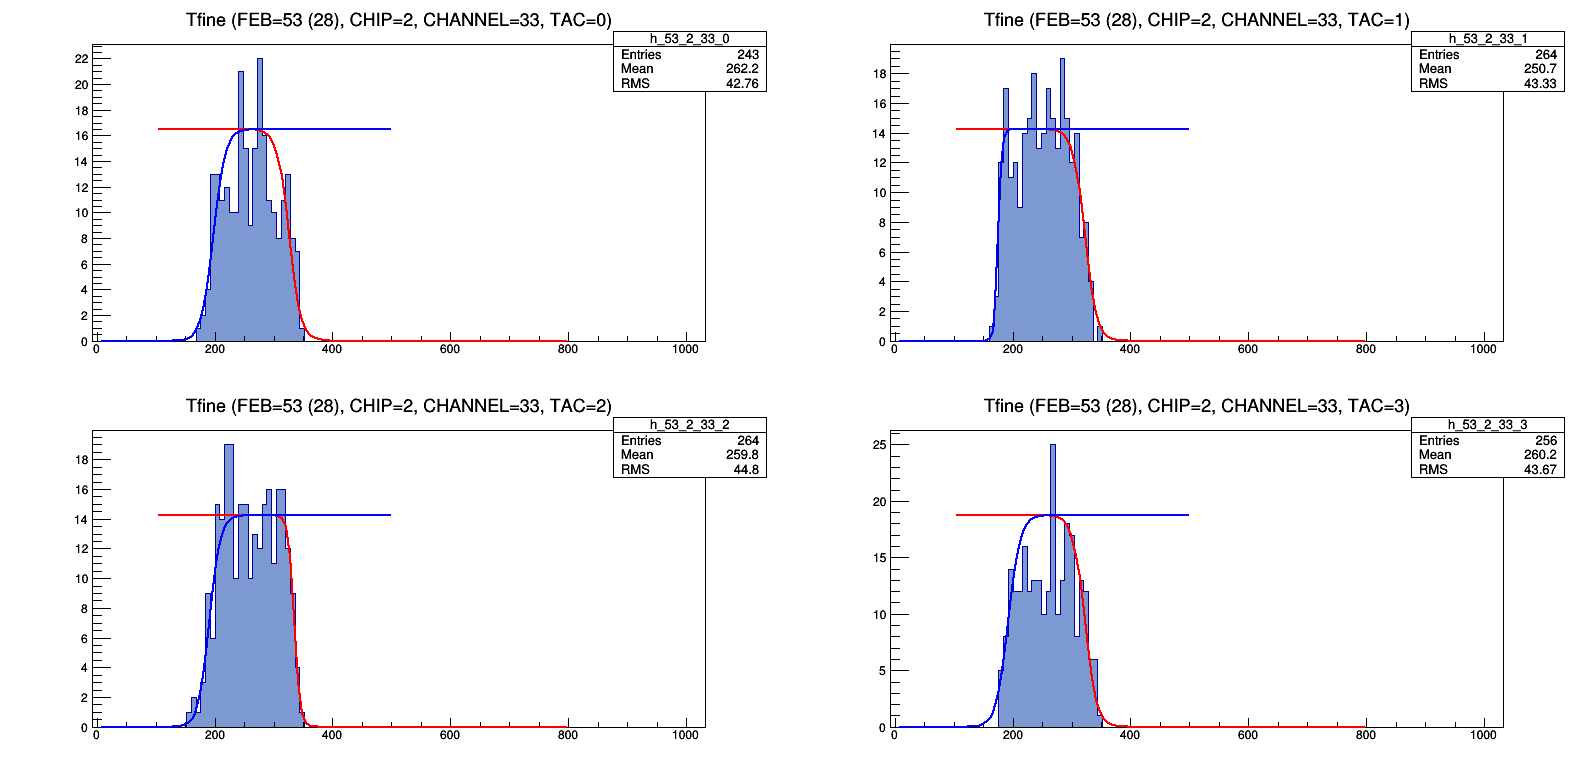 Tfine (FEB=53 (28), CHIP=2, CHANNEL=33, TAC=0)
h_53_2_33_0
Entries 243
Mean 262.2
RMS 42.76
22
20
18
16
14
12
10
8
6
4
2
0
0 200 400 600 800 1000
Tfine (FEB=53 (28), CHIP=2, CHANNEL=33, TAC=1)
h_53_2_33_1
Entries 264
Mean 250.7
RMS 43.33
18
16
14
12
10
8
6
4
2
0
0 200 400 600 800 1000
Tfine (FEB=53 (28), CHIP=2, CHANNEL=33, TAC=2)
h_53_2_33_2
Entries 264
Mean 259.8
RMS 44.8
18
16
14
12
10
8
6
4
2
0
0 200 400 600 800 1000
Tfine (FEB=53 (28), CHIP=2, CHANNEL=33, TAC=3)
h_53_2_33_3
Entries 256
Mean 260.2
RMS 43.67
25
20
15
10
5
0
0 200 400 600 800 1000